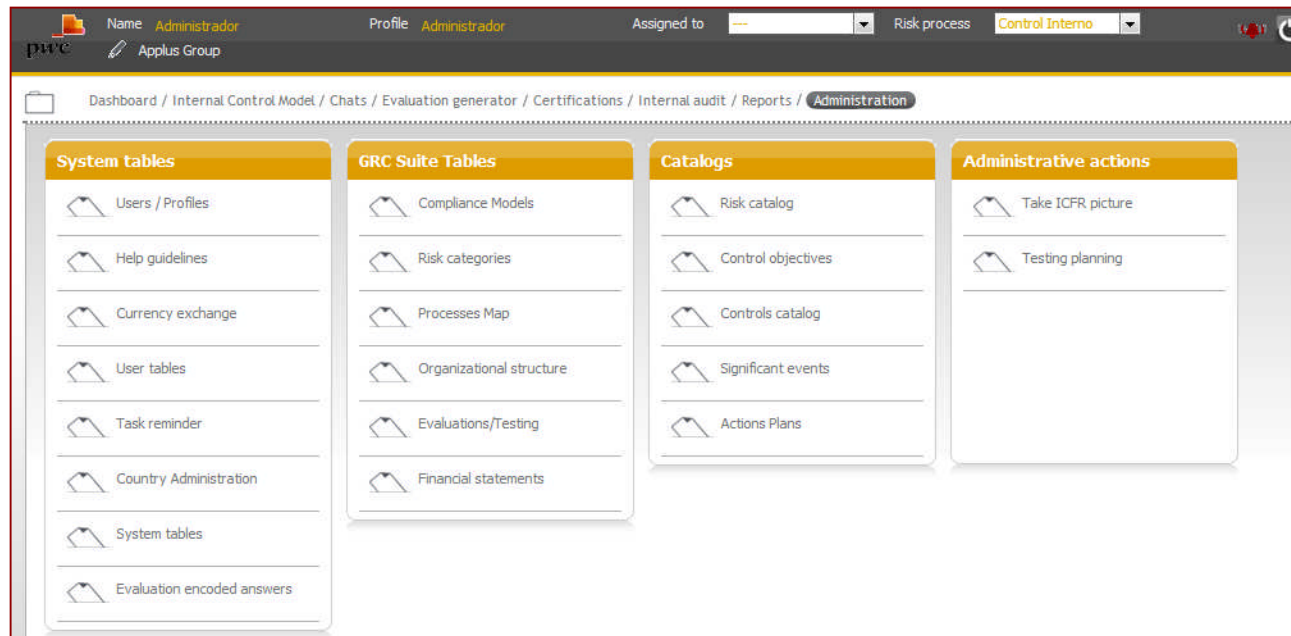 Name Administrador Profile Administrador Assigned to --- Risk process Control Interno
pwc Applus Group
Dashboard / Internal Control Model / Chats / Evaluation generator / Certifications / Internal audit / Reports / Administration
System tables
Users / Profiles
Help guidelines
Currency exchange
User tables
Task reminder
Country Administration
System tables
Evaluation encoded answers
GRC Suite Tables
Compliance Models
Risk categories
Processes Map
Organizational structure
Evaluations/Testing
Financial statements
Catalogs
Risk catalog
Control objectives
Controls catalog
Significant events
Actions Plans
Administrative actions
Take ICFR picture
Testing planning